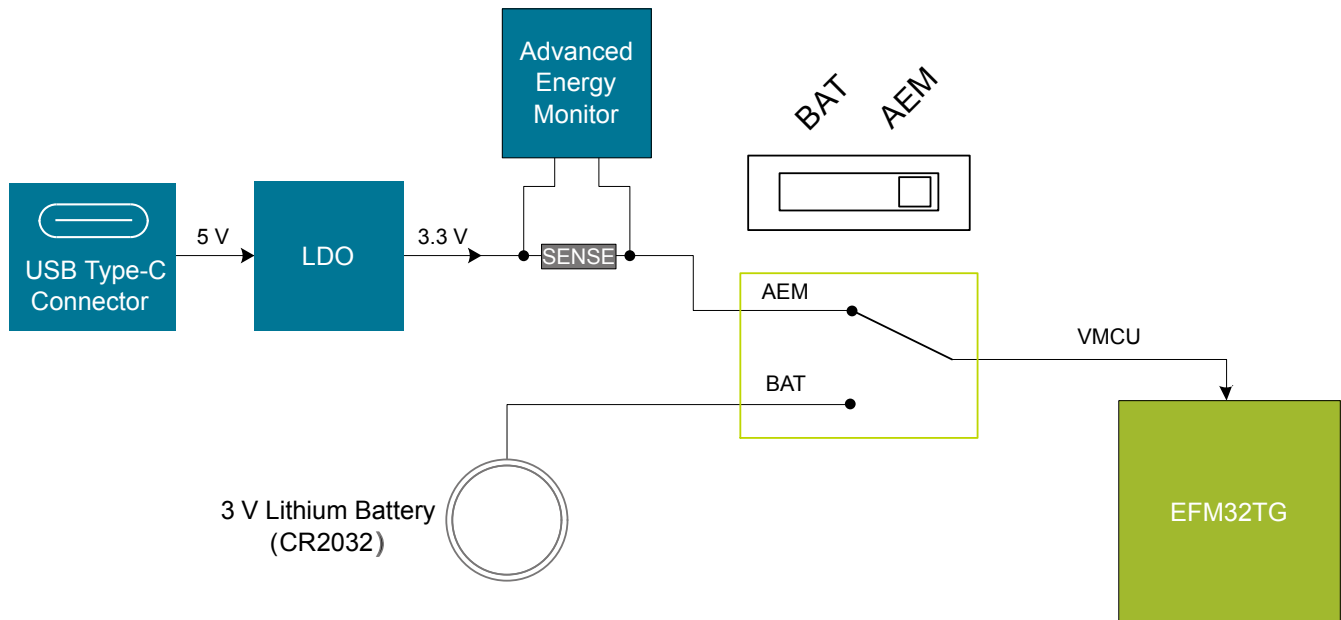 Advanced
Energy
Monitor
BAT
AEM
USB Type-C
Connector
5 V
LDO
3.3 V
SENSE
AEM
BAT
VMCU
3 V Lithium Battery
(CR2032)
EFM32TG